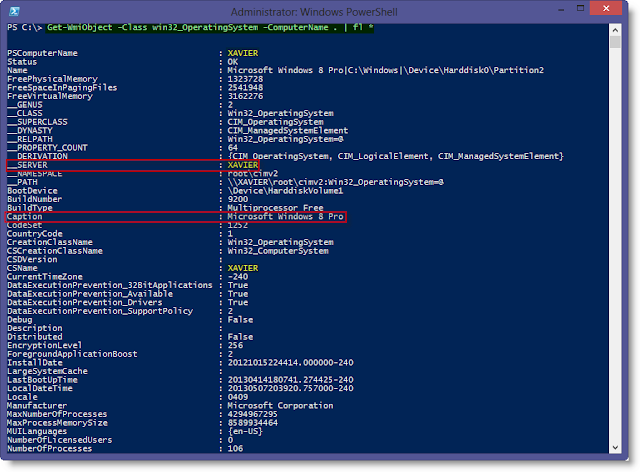 Administrator: Windows PowerShell
PS C:\> Get-WmiObject -Class win32_OperatingSystem -ComputerName . | fl *
PSComputerName : XAVIER
Status : OK
Name : Microsoft Windows 8 Pro|C:\Windows|\Device\Harddisk0\Partition2
FreePhysicalMemory : 1323728
FreeSpaceInPagingFiles : 2541948
FreeVirtualMemory : 3162276
__GENUS : 2
__CLASS : Win32_OperatingSystem
__SUPERCLASS : CIM_OperatingSystem
__DYNASTY : CIM_ManagedSystemElement
__RELPATH : Win32_OperatingSystem=@
__PROPERTY_COUNT : 64
__DERIVATION : {CIM_OperatingSystem, CIM_LogicalElement, CIM_ManagedSystemElement}
__SERVER : XAVIER
__NAMESPACE : root\cimv2
__PATH : \\XAVIER\root\cimv2:Win32_OperatingSystem=@
BootDevice : \Device\HarddiskVolume1
BuildNumber : 9200
BuildType : Multiprocessor Free
Caption : Microsoft Windows 8 Pro
CodeSet : 1252
CountryCode : 1
CreationClassName : Win32_OperatingSystem
CSCreationClassName : Win32_ComputerSystem
CSDVersion :
CSName : XAVIER
CurrentTimeZone : -240
DataExecutionPrevention_32BitApplications : True
DataExecutionPrevention_Available : True
DataExecutionPrevention_Drivers : True
DataExecutionPrevention_SupportPolicy : 2
Debug : False
Description :
Distributed : False
EncryptionLevel : 256
ForegroundApplicationBoost : 2
InstallDate : 20121015224414.000000-240
LargeSystemCache :
LastBootUpTime : 20130414180741.274425-240
LocalDateTime : 20130507203920.757000-240
Locale : 0409
Manufacturer : Microsoft Corporation
MaxNumberOfProcesses : 4294967295
MaxProcessMemorySize : 8589934464
MUILanguages : {en-US}
NumberOfLicensedUsers : 0
NumberOfProcesses : 106